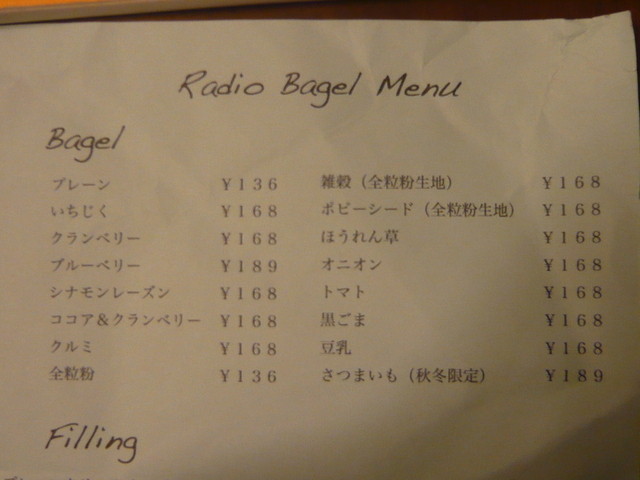 Radio Bagel Menu
Bagel
プレーン ￥１３６
いちじく ￥１６８
クランベリー ￥１６８
ブルーベリー ￥１８９
シナモンレーズン ￥１６８
ココア＆クランベリー ￥１６８
クルミ ￥１６８
全粒粉 ￥１３６
雑穀（全粒粉生地） ￥１６８
ポピーシード（全粒粉生地） ￥１６８
ほうれん草 ￥１６８
オニオン ￥１６８
トマト ￥１６８
黒ごま ￥１６８
豆乳 ￥１６８
さつまいも（秋冬限定） ￥１８９
Filling